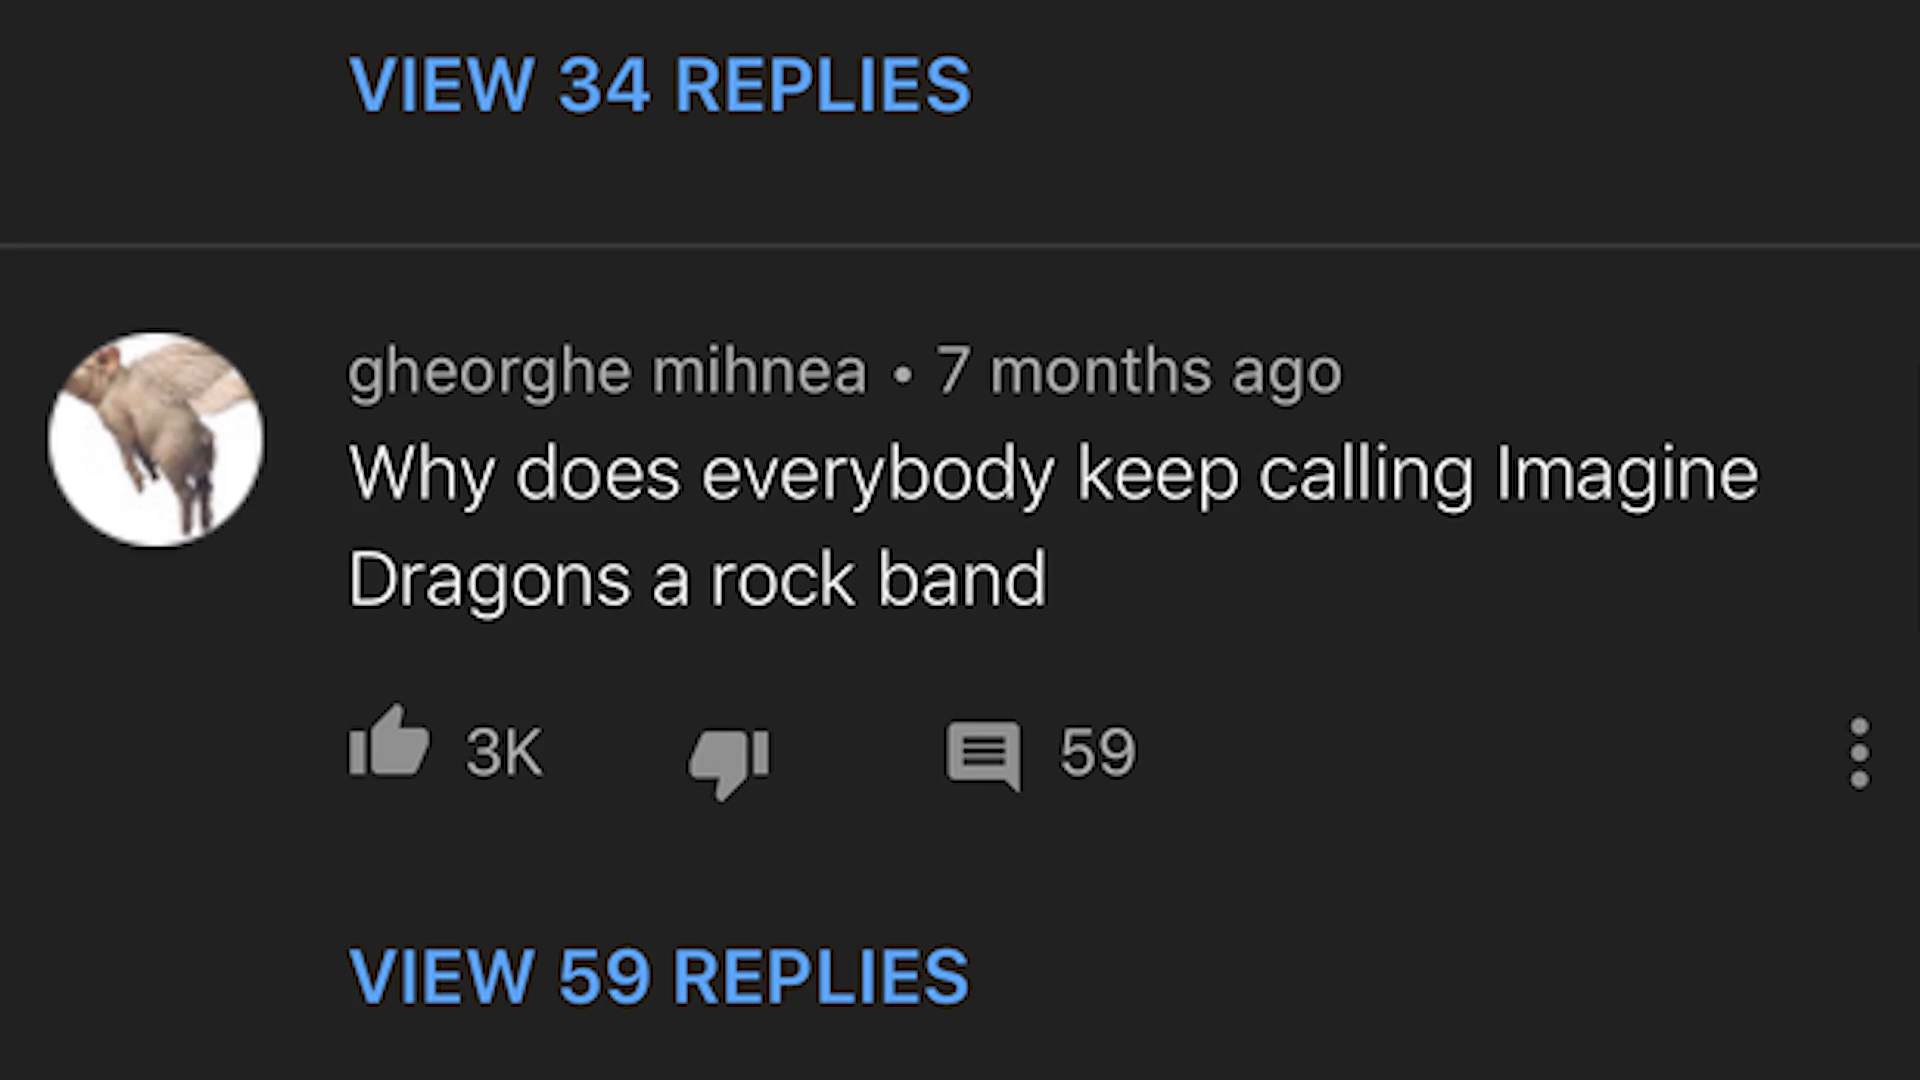 VIEW 34 REPLIES
gheorghe mihnea • 7 months ago
Why does everybody keep calling Imagine
Dragons a rock band
3K 59
VIEW 59 REPLIES